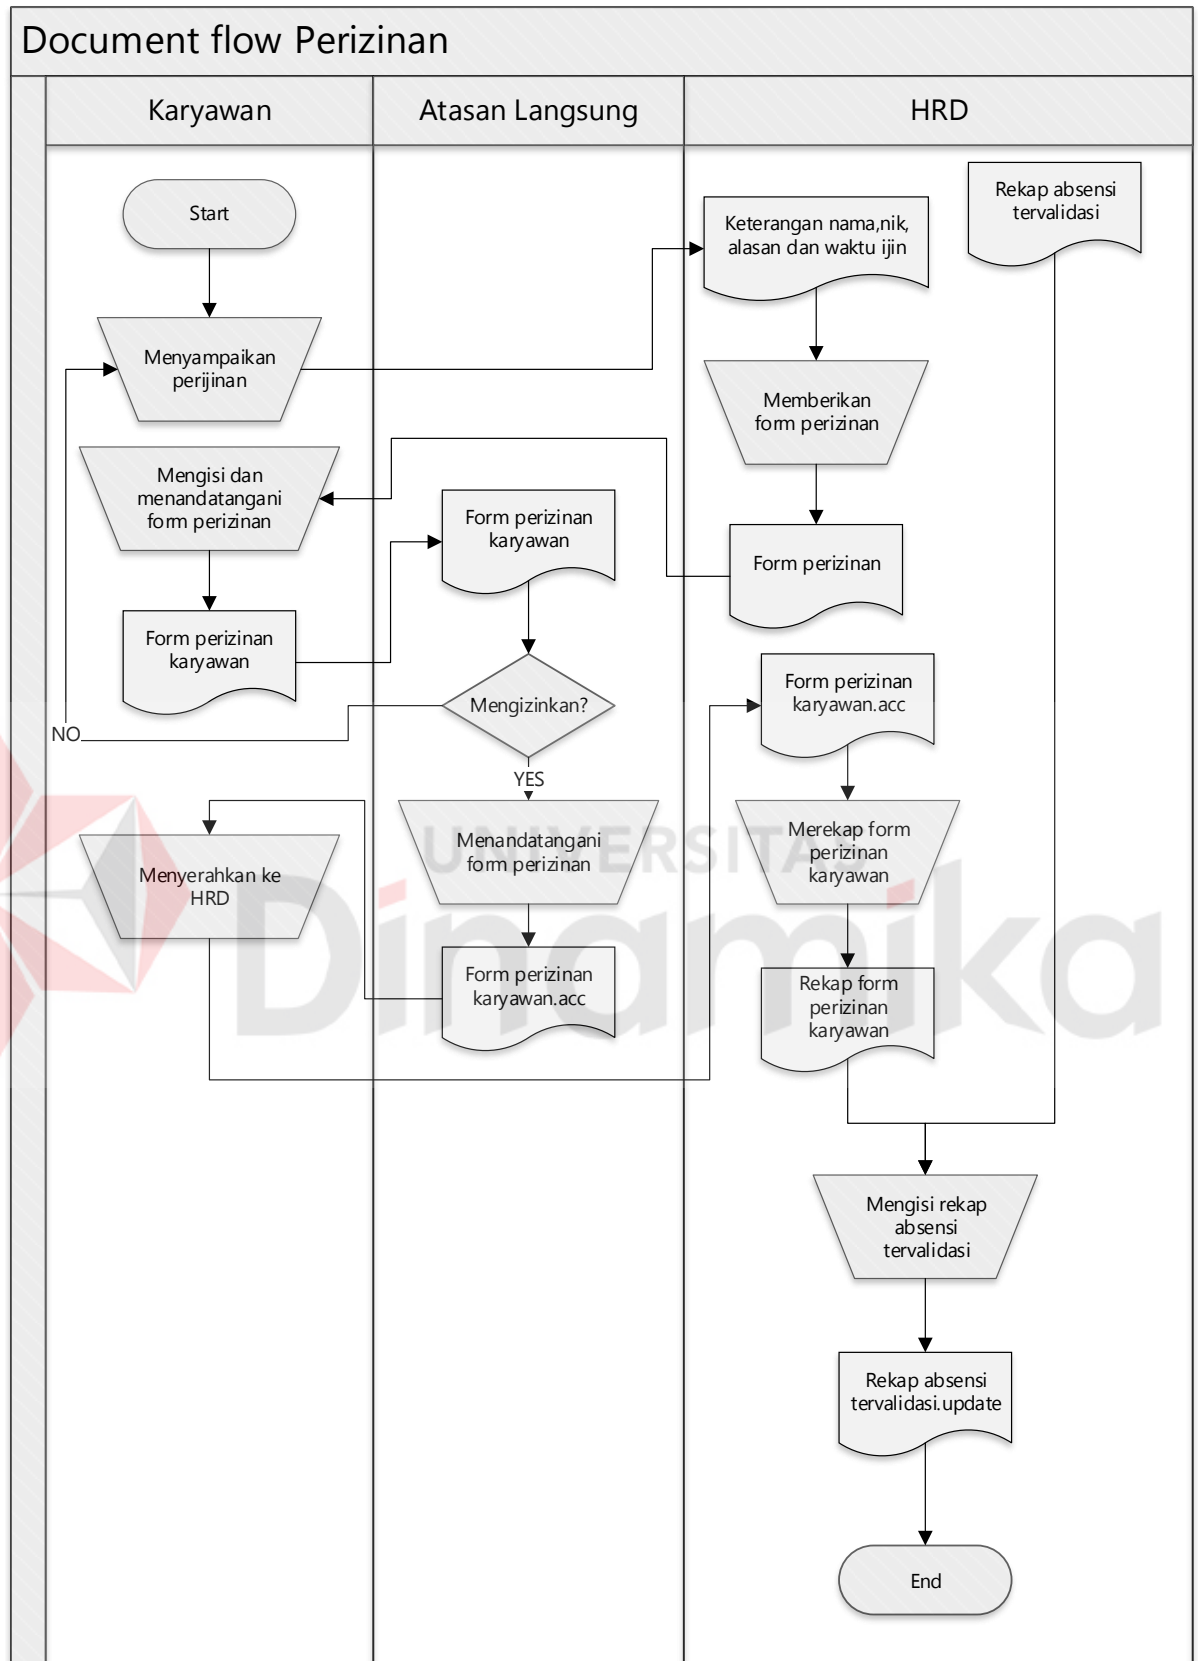 Document flow Perizinan
Karyawan
Atasan Langsung
HRD
Start
Menyampaikan
perijinan
Mengisi dan
menandatangani
form perizinan
Form perizinan
karyawan
NO
Menyerahkan ke
HRD
Form perizinan
karyawan
Mengizinkan?
YES
Menandatangani
form perizinan
Form perizinan
karyawan.acc
Keterangan nama,nik,
alasan dan waktu ijin
Rekap absensi
tervalidasi
Memberikan
form perizinan
Form perizinan
Form perizinan
karyawan.acc
Merekap form
perizinan
karyawan
Rekap form
perizinan
karyawan
Mengisi rekap
absensi
tervalidasi
Rekap absensi
tervalidasi.update
End
UNIVERSITAS
Dinamika